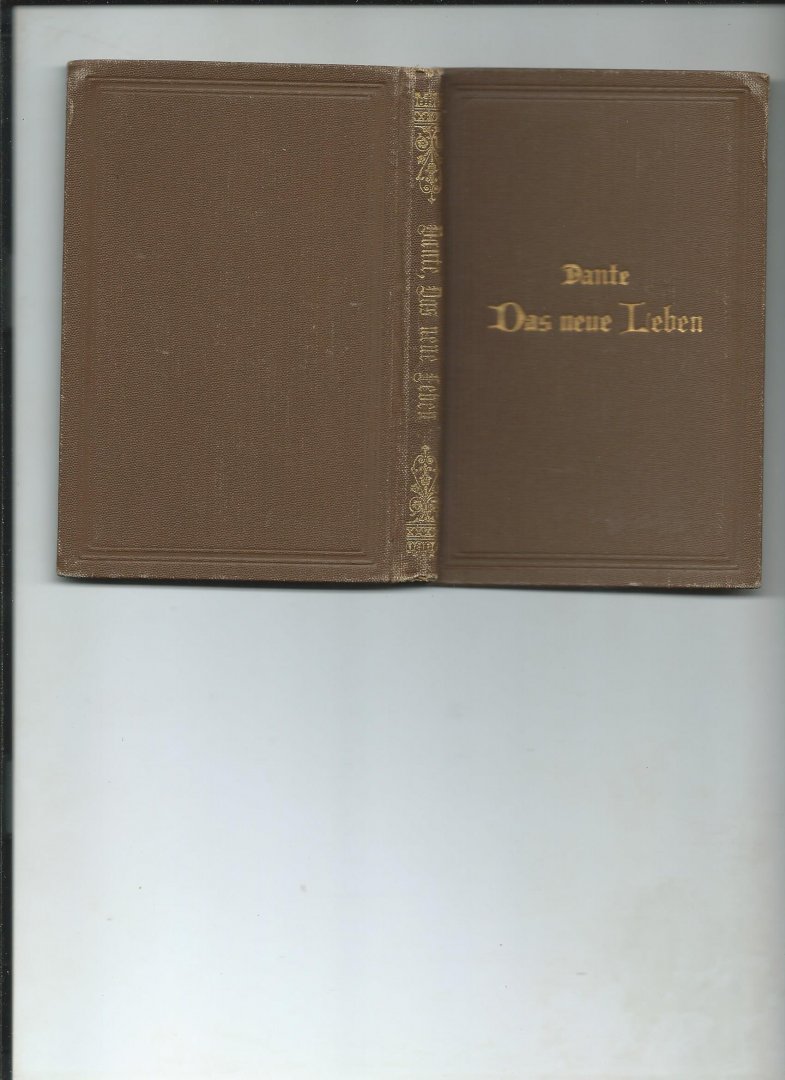 Dante, Das neue Leben
Dante
Das neue Leben